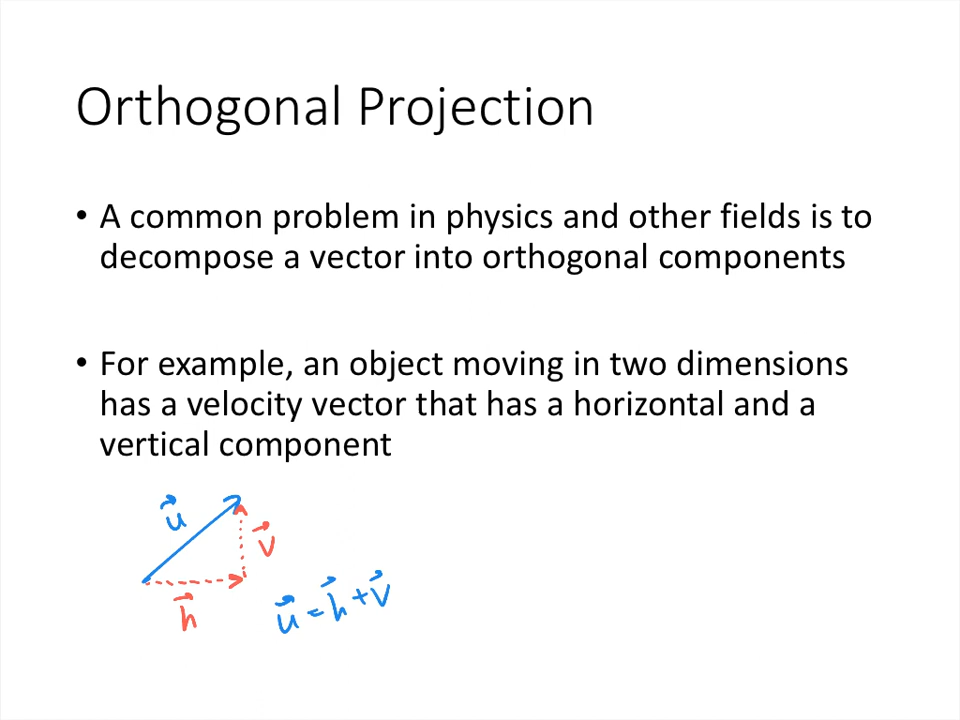 Orthogonal Projection
• A common problem in physics and other fields is to
decompose a vector into orthogonal components
• For example, an object moving in two dimensions
has a velocity vector that has a horizontal and a
vertical component
u⃗
v⃗
h⃗
u⃗ = h⃗ + v⃗